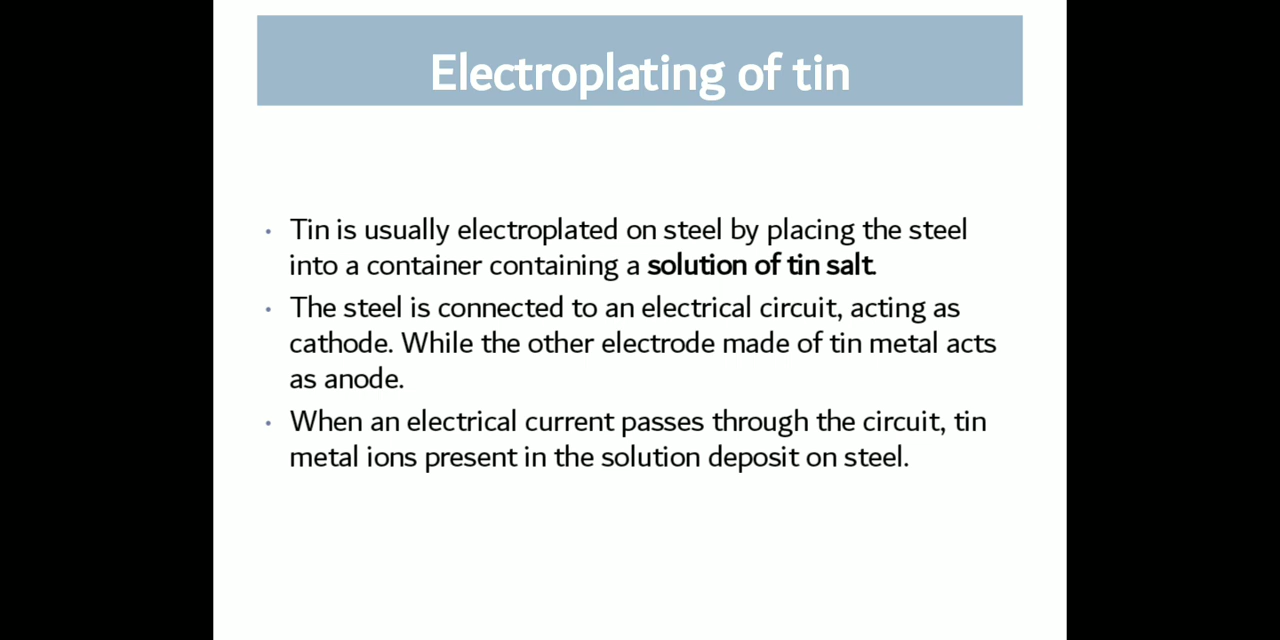 Electroplating of tin
• Tin is usually electroplated on steel by placing the steel
into a container containing a solution of tin salt.
• The steel is connected to an electrical circuit, acting as
cathode. While the other electrode made of tin metal acts
as anode.
• When an electrical current passes through the circuit, tin
metal ions present in the solution deposit on steel.